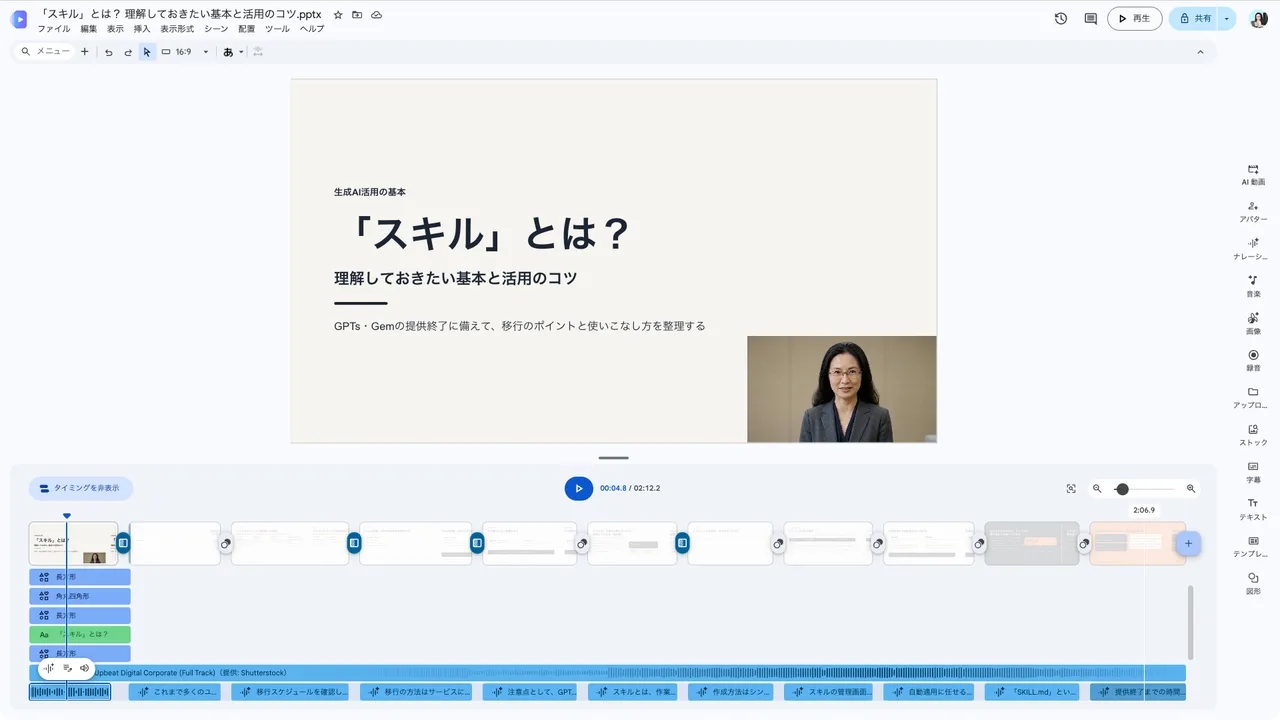 「スキル」とは？ 理解しておきたい基本と活用のコツ.pptx
ファイル 編集 表示 挿入 表示形式 シーン 配置 ツール ヘルプ
再生
共有
メニュー
16:9
あ
生成AI活用の基本
「スキル」とは？
理解しておきたい基本と活用のコツ
GPTs・Gemの提供終了に備えて、移行のポイントと使いこなし方を整理する
AI 動画
アバター
ナレーシ...
音楽
画像
録音
アップロ...
ストック
字幕
テキスト
テンプレ...
図形
タイミングを非表示
00:04.8 / 02:12.2
2:06.9
長方形
角丸四角形
長方形
Aa 「スキル」とは？
長方形
Upbeat Digital Corporate (Full Track)（提供: Shutterstock）
これまで多くのユ...
移行スケジュールを確認し...
移行の方法はサービスに...
注意点として、GPT...
スキルとは、作業...
作成方法はシン...
スキルの管理画面...
自動適用に任せる...
「SKILL.md」とい...
提供終了までの時間...